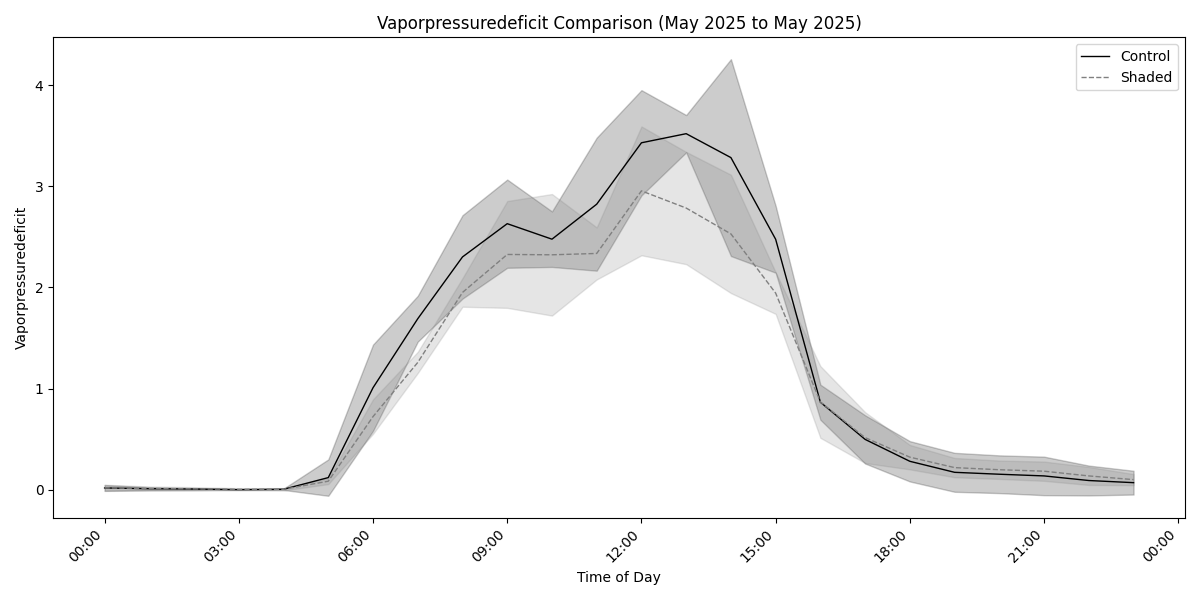 Vaporpressuredeficit Comparison (May 2025 to May 2025)
Control
Shaded
Vaporpressuredeficit
4
3
2
1
0
00:00
03:00
06:00
09:00
12:00
15:00
18:00
21:00
00:00
Time of Day